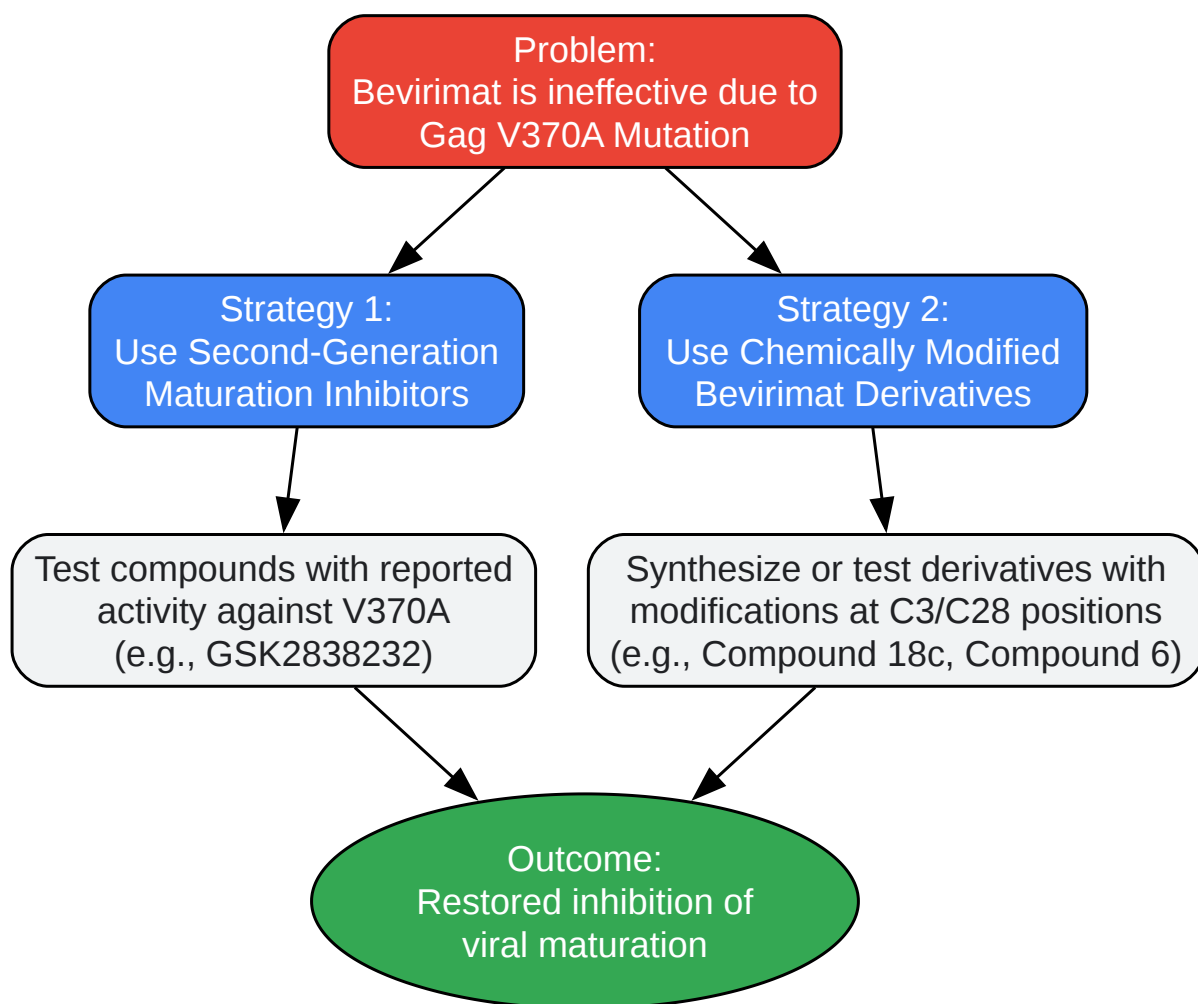 Problem:
Bevirimat is ineffective due to
Gag V370A Mutation
Strategy 1:
Use Second-Generation
Maturation Inhibitors
Strategy 2:
Use Chemically Modified
Bevirimat Derivatives
Test compounds with reported
activity against V370A
(e.g., GSK2838232)
Synthesize or test derivatives with
modifications at C3/C28 positions
(e.g., Compound 18c, Compound 6)
Outcome:
Restored inhibition of
viral maturation